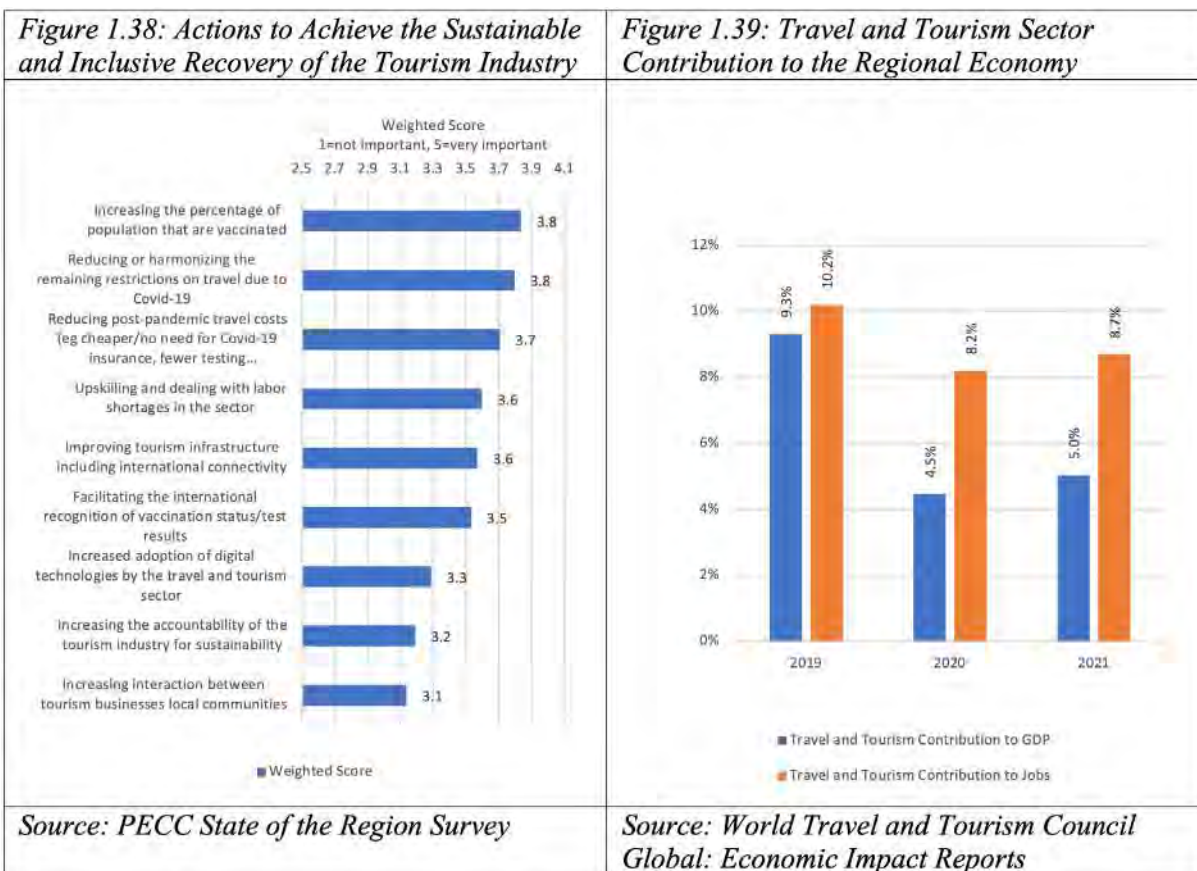 Figure 1.38: Actions to Achieve the Sustainable
and Inclusive Recovery of the Tourism Industry
Weighted Score
1=not important, 5=very important
2.5 2.7 2.9 3.1 3.3 3.5 3.7 3.9 4.1
Increasing the percentage of
population that are vaccinated
3.8
Reducing or harmonizing the
remaining restrictions on travel due to
Covid-19
3.8
Reducing post-pandemic travel costs
(eg cheaper/no need for Covid-19
insurance, fewer testing...
3.7
Upskilling and dealing with labor
shortages in the sector
3.6
Improving tourism infrastructure
including international connectivity
3.6
Facilitating the international
recognition of vaccination status/test
results
3.5
Increased adoption of digital
technologies by the travel and tourism
sector
3.3
Increasing the accountability of the
tourism industry for sustainability
3.2
Increasing interaction between
tourism businesses local communities
3.1
Weighted Score
Source: PECC State of the Region Survey
Figure 1.39: Travel and Tourism Sector
Contribution to the Regional Economy
12%
10%
8%
6%
4%
2%
0%
9.3%
10.2%
4.5%
8.2%
5.0%
8.7%
2019 2020 2021
Travel and Tourism Contribution to GDP
Travel and Tourism Contribution to Jobs
Source: World Travel and Tourism Council
Global: Economic Impact Reports